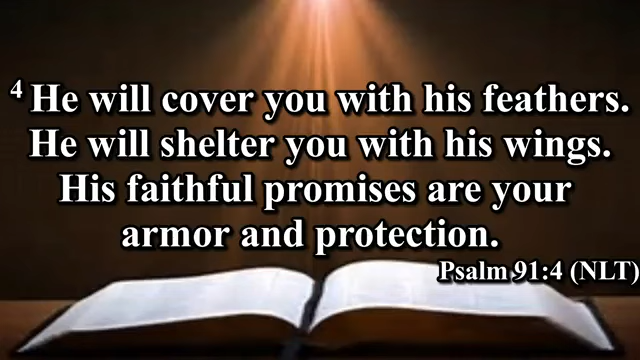 4 He will cover you with his feathers.
He will shelter you with his wings.
His faithful promises are your
armor and protection.
Psalm 91:4 (NLT)